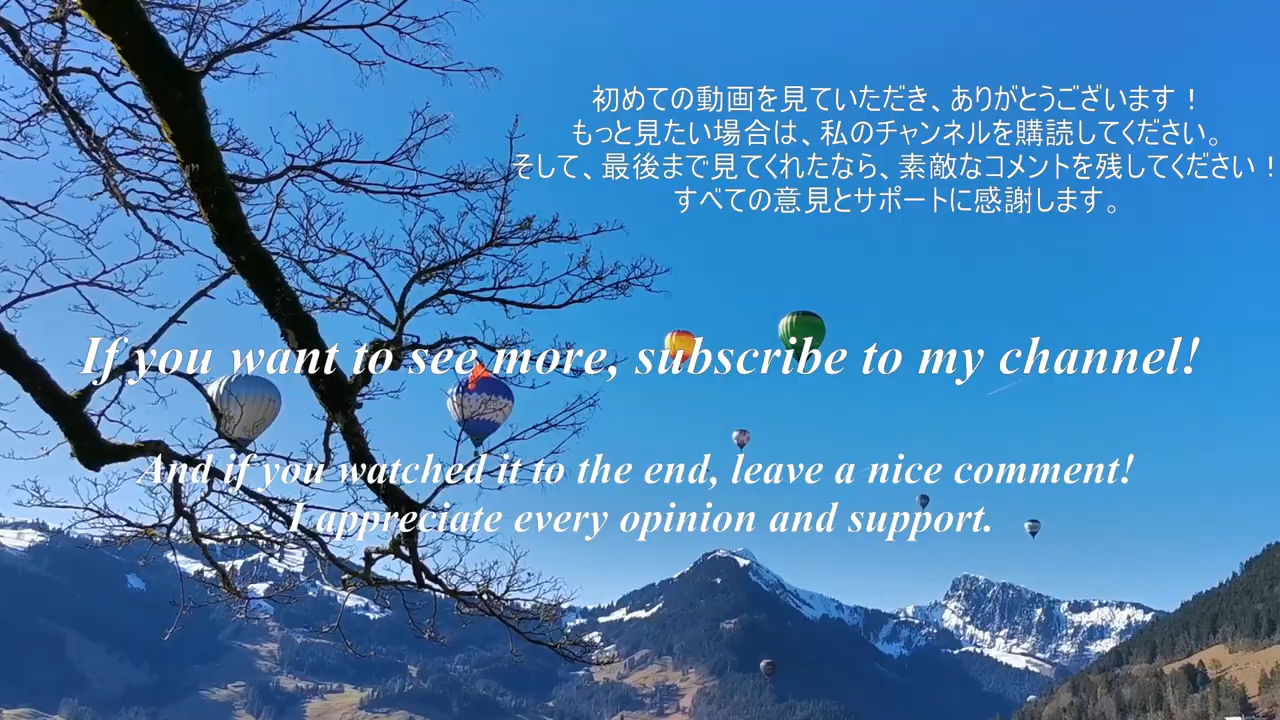 初めての動画を見ていただき、ありがとうございます！
もっと見たい場合は、私のチャンネルを購読してください。
そして、最後まで見てくれたなら、素敵なコメントを残してください！
すべての意見とサポートに感謝します。
If you want to see more, subscribe to my channel!
And if you watched it to the end, leave a nice comment!
I appreciate every opinion and support.